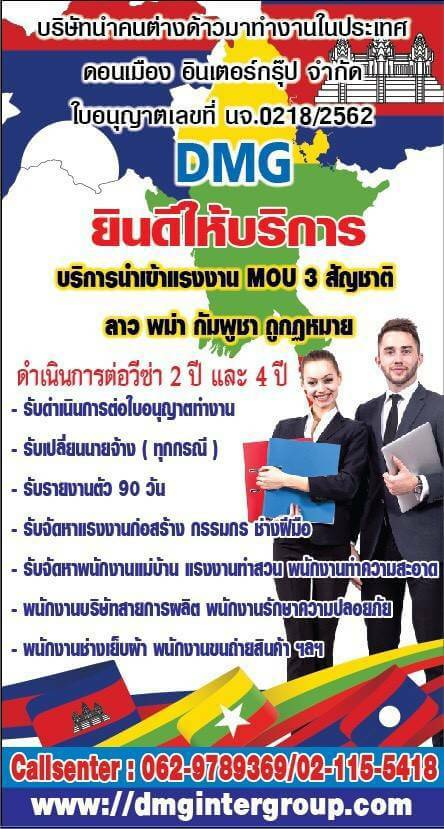 บริษัทนำคนต่างด้าวมาทำงานในประเทศ
ดอนเมือง อินเตอร์กรุ๊ป จำกัด
ใบอนุญาตเลขที่ นจ.0218/2562
DMG
ยินดีให้บริการ
บริการนำเข้าแรงงาน MOU 3 สัญชาติ
ลาว พม่า กัมพูชา ถูกกฎหมาย
ดำเนินการต่อวีซ่า 2 ปี และ 4 ปี
- รับดำเนินการต่อใบอนุญาตทำงาน
- รับเปลี่ยนนายจ้าง ( ทุกกรณี )
- รับรายงานตัว 90 วัน
- รับจัดหาแรงงานก่อสร้าง กรรมกร ช่างฝีมือ
- รับจัดหาพนักงานแม่บ้าน แรงงานทำสวน พนักงานทำความสะอาด
- พนักงานบริษัทสายการผลิต พนักงานรักษาความปลอยภัย
- พนักงานช่างเย็บผ้า พนักงานขนถ่ายสินค้า ฯลฯ
Callsenter : 062-9789369/02-115-5418
www.://dmgintergroup.com